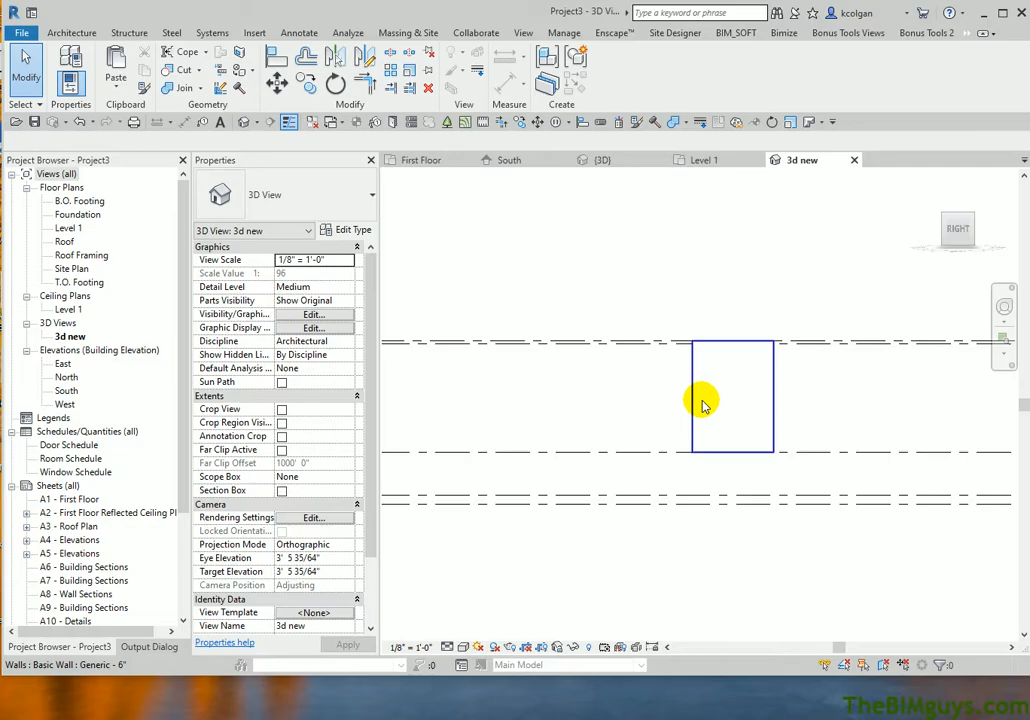 Project3 - 3D View...
Type a keyword or phrase
kcolgan
File Architecture Structure Steel Systems Insert Annotate Analyze Massing & Site Collaborate View Manage Enscape™ Site Designer BIM_SOFT Bimize Bonus Tools Views Bonus Tools 2
Modify Paste Cope Cut Join
Select Properties Clipboard Geometry Modify View Measure Create
Project Browser - Project3
Properties
First Floor South {3D} Level 1 3d new
Views (all)
Floor Plans
B.O. Footing
Foundation
Level 1
Roof
Roof Framing
Site Plan
T.O. Footing
Ceiling Plans
Level 1
3D Views
3d new
Elevations (Building Elevation)
East
North
South
West
Legends
Schedules/Quantities (all)
Door Schedule
Room Schedule
Window Schedule
Sheets (all)
A1 - First Floor
A2 - First Floor Reflected Ceiling P
A3 - Roof Plan
A4 - Elevations
A5 - Elevations
A6 - Building Sections
A7 - Building Sections
A8 - Wall Sections
A9 - Building Sections
A10 - Details
Project Browser - Project3 Output Dialog
3D View
3D View: 3d new Edit Type
Graphics
View Scale 1/8" = 1'-0"
Scale Value 1: 96
Detail Level Medium
Parts Visibility Show Original
Visibility/Graphi... Edit...
Graphic Display ... Edit...
Discipline Architectural
Show Hidden Li... By Discipline
Default Analysis ... None
Sun Path
Extents
Crop View
Crop Region Visi...
Annotation Crop
Far Clip Active
Far Clip Offset 1000' 0"
Scope Box None
Section Box
Camera
Rendering Settings Edit...
Locked Orientati...
Projection Mode Orthographic
Eye Elevation 3' 5 35/64"
Target Elevation 3' 5 35/64"
Camera Position Adjusting
Identity Data
View Template <None>
View Name 3d new
Properties help Apply
RIGHT
1/8" = 1'-0"
Walls : Basic Wall : Generic - 6"
:0
Main Model
:0
TheBIMguys.com